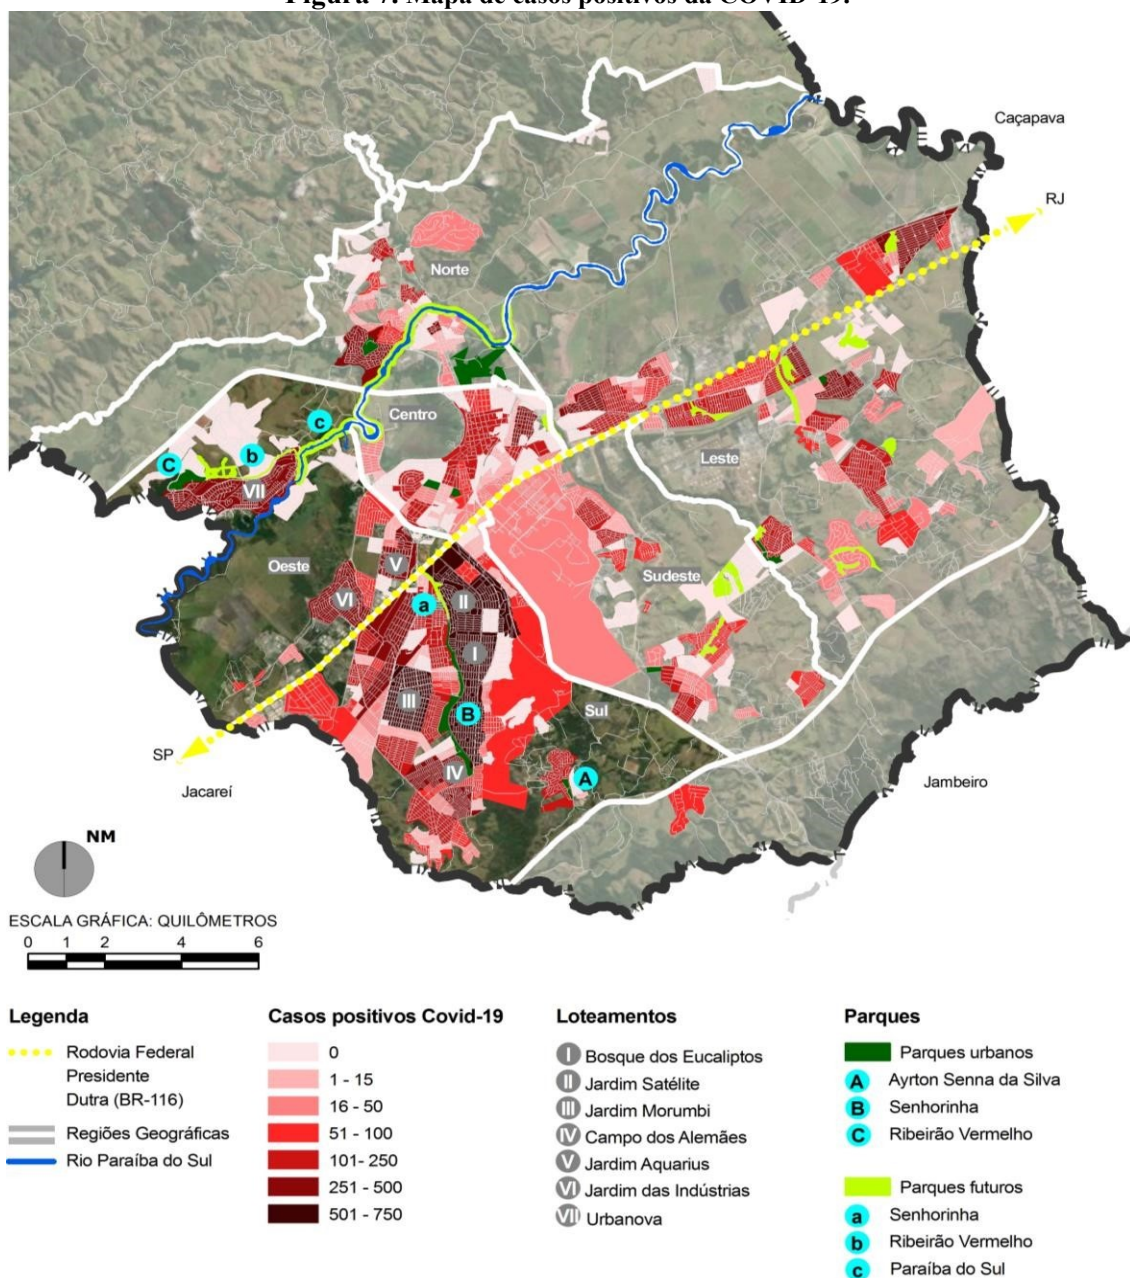 Figura 7. Mapa de casos positivos da COVID-19.
Caçapava
RJ
Norte
Centro
c
C
b
VII
Leste
Oeste
V
Sudeste
VI
a
II
I
III
B
Sul
SP
IV
A
Jacareí
Jambeiro
NM
ESCALA GRÁFICA: QUILÔMETROS
0 1 2 4 6
Legenda
Rodovia Federal
Presidente
Dutra (BR-116)
Regiões Geográficas
Rio Paraíba do Sul
Casos positivos Covid-19
0
1 - 15
16 - 50
51 - 100
101- 250
251 - 500
501 - 750
Loteamentos
I Bosque dos Eucaliptos
II Jardim Satélite
III Jardim Morumbi
IV Campo dos Alemães
V Jardim Aquarius
VI Jardim das Indústrias
VII Urbanova
Parques
Parques urbanos
A Ayrton Senna da Silva
B Senhorinha
C Ribeirão Vermelho
Parques futuros
a Senhorinha
b Ribeirão Vermelho
c Paraíba do Sul